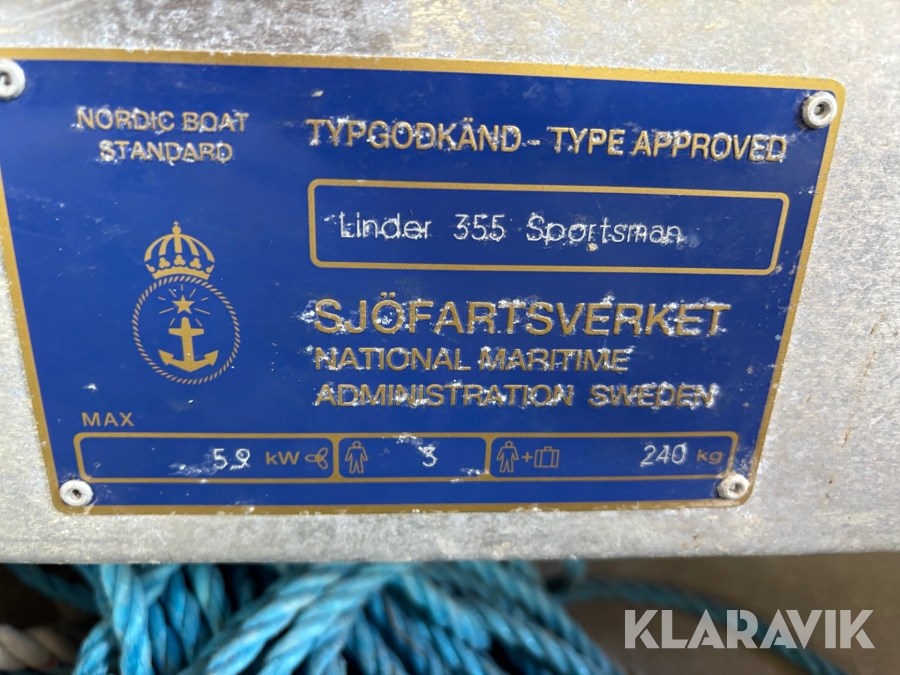 NORDIC BOAT
STANDARD
TYPGODKÄND - TYPE APPROVED
Linder 355 Sportsman
SJÖFARTSVERKET
NATIONAL MARITIME
ADMINISTRATION SWEDEN
MAX
5.9 kW 3 + 240 kg
KLARAVIK